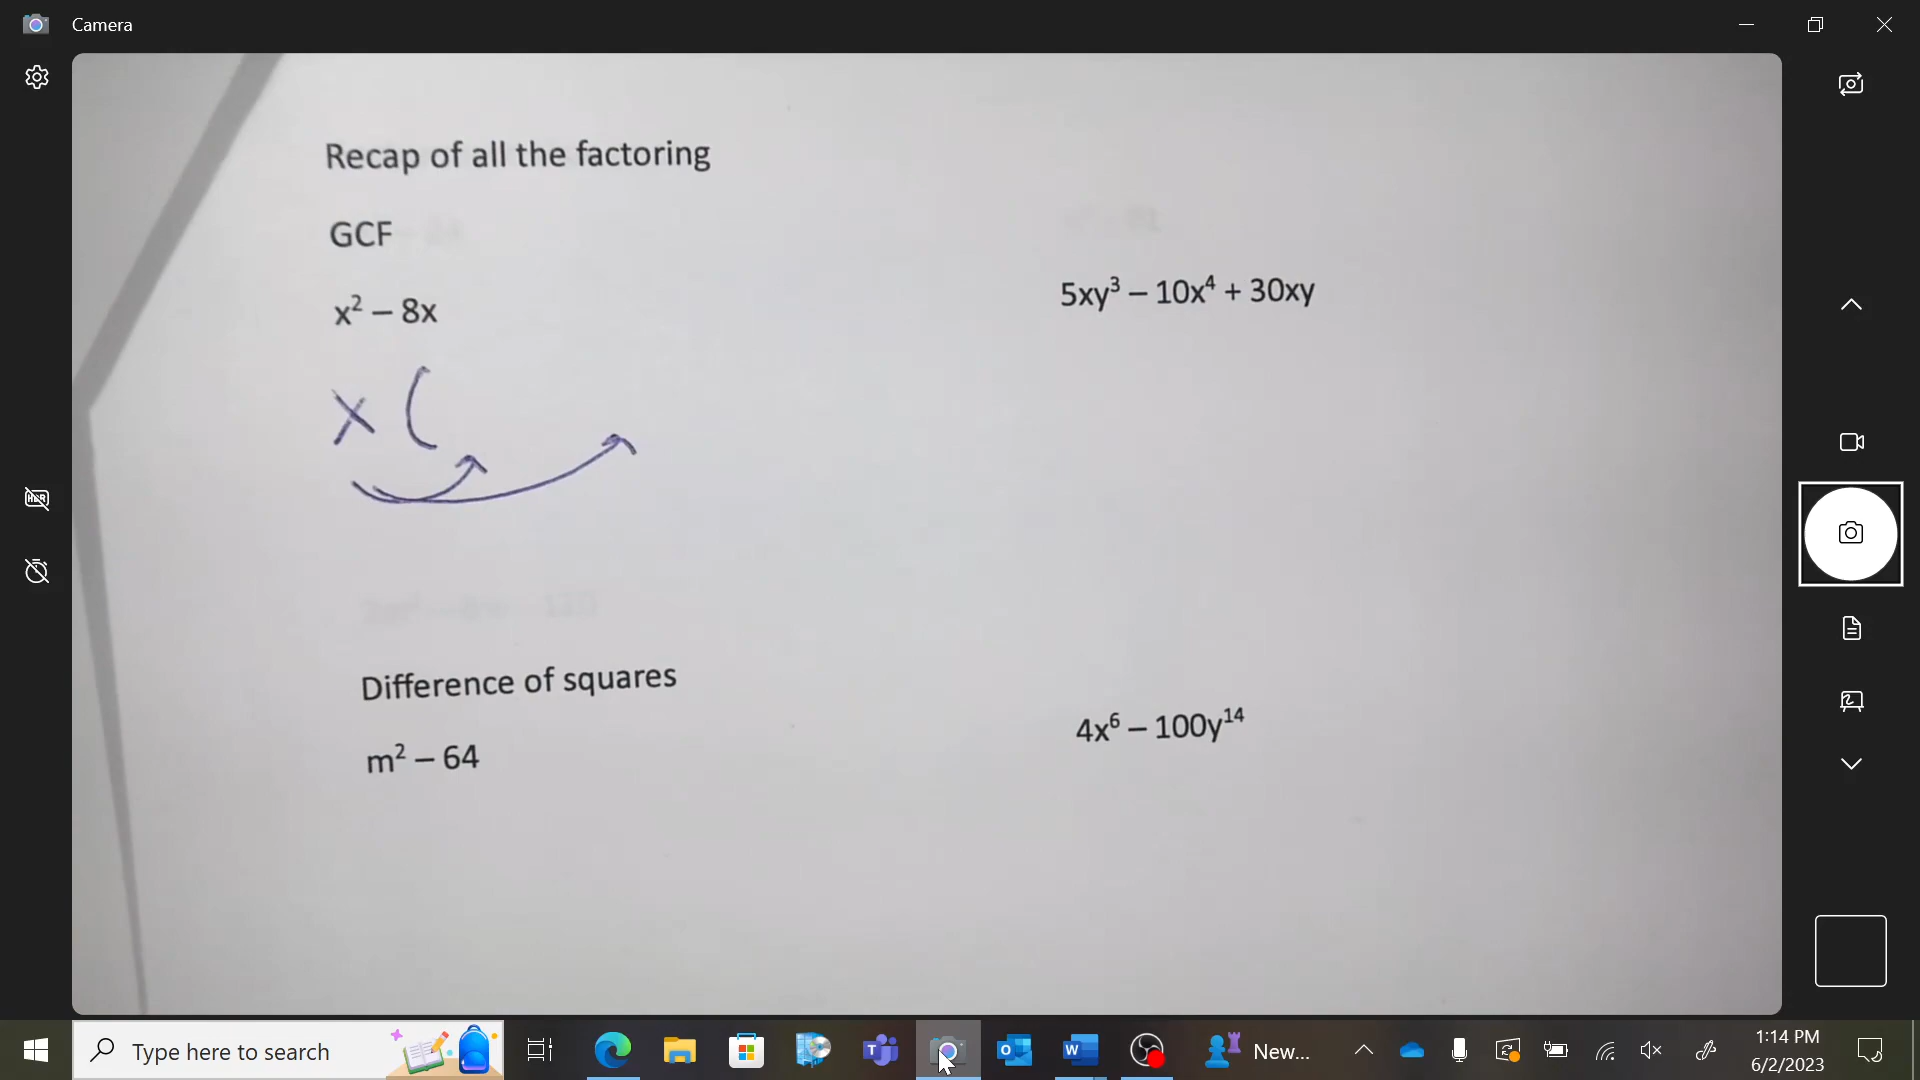 Camera
Recap of all the factoring
GCF
x² – 8x
5xy³ – 10x⁴ + 30xy
x (
Difference of squares
m² – 64
4x⁶ – 100y¹⁴
Type here to search
New...
1:14 PM
6/2/2023